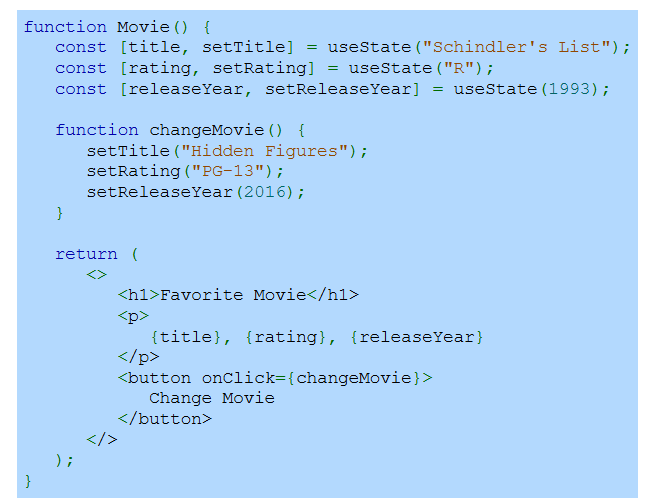 function Movie() {
   const [title, setTitle] = useState("Schindler's List");
   const [rating, setRating] = useState("R");
   const [releaseYear, setReleaseYear] = useState(1993);

   function changeMovie() {
      setTitle("Hidden Figures");
      setRating("PG-13");
      setReleaseYear(2016);
   }

   return (
      <>
         <h1>Favorite Movie</h1>
         <p>
            {title}, {rating}, {releaseYear}
         </p>
         <button onClick={changeMovie}>
            Change Movie
         </button>
      </>
   );
}